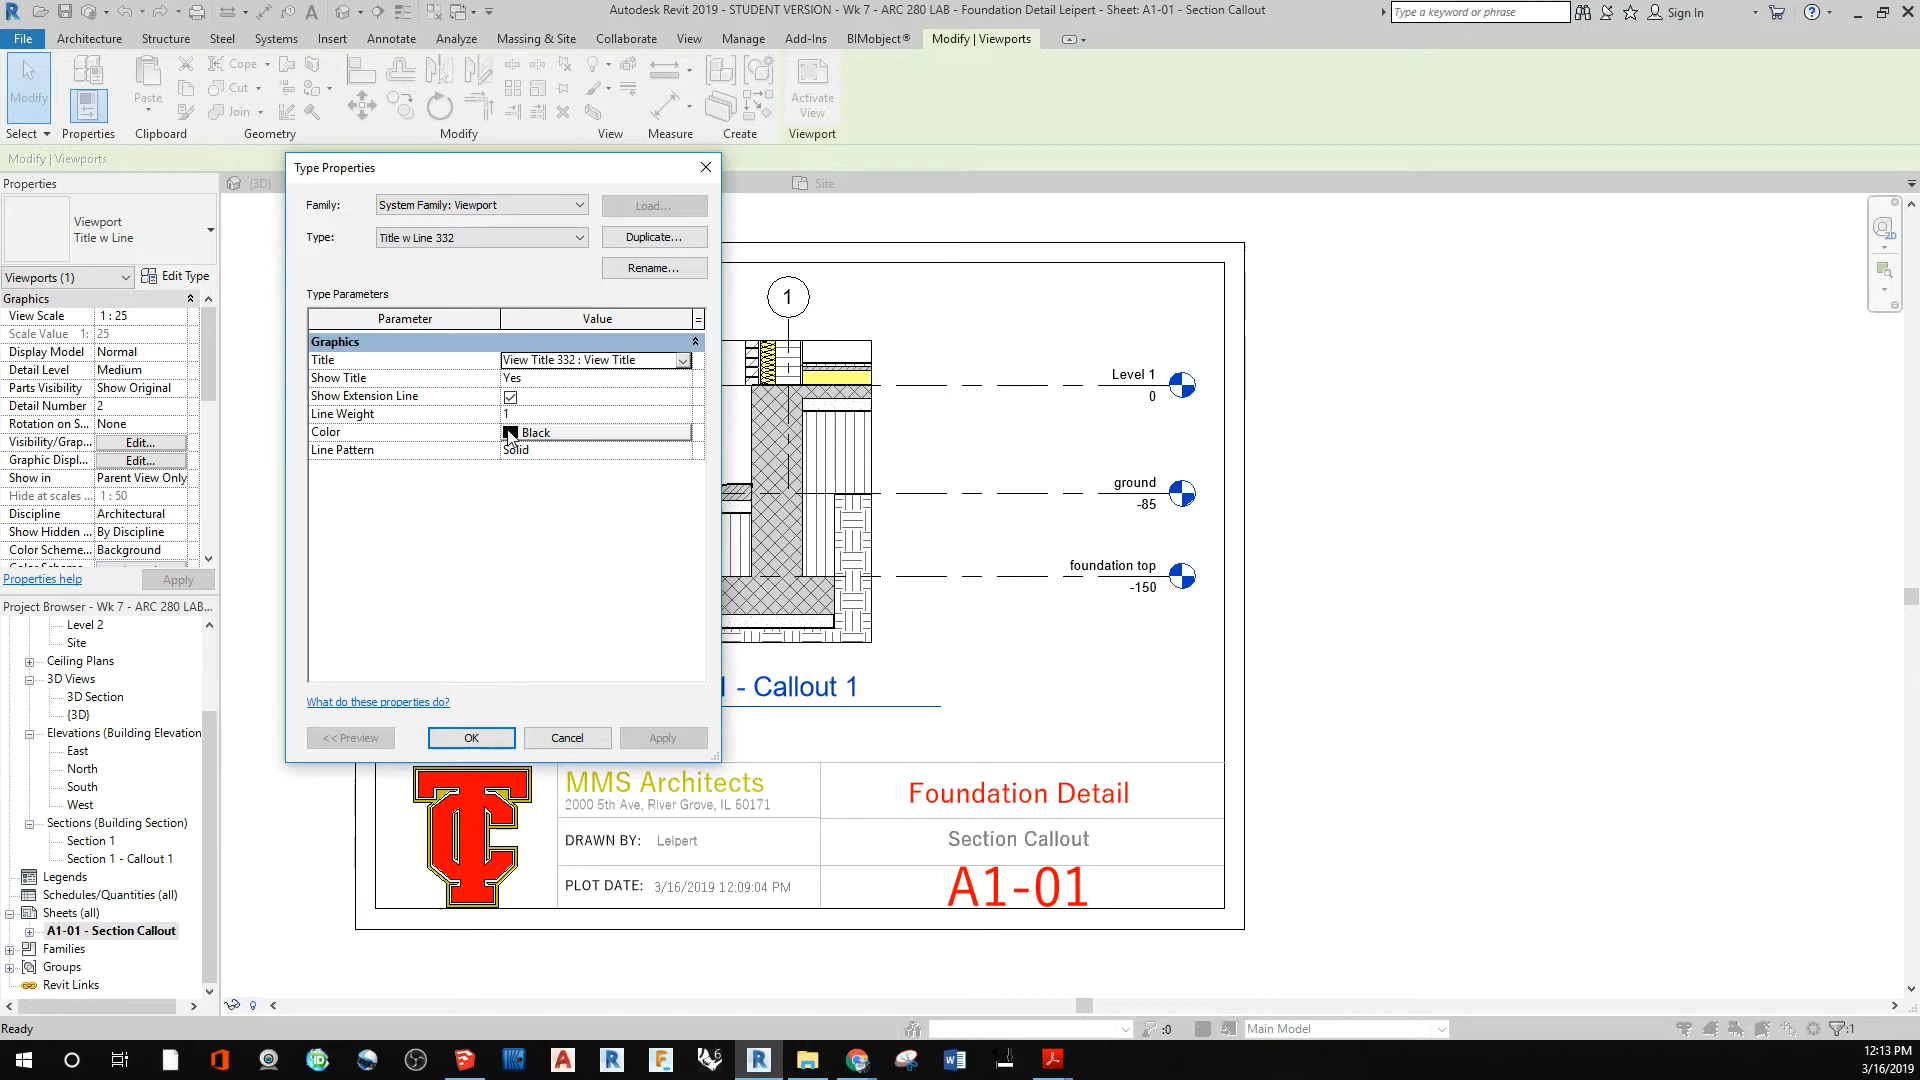 Autodesk Revit 2019 - STUDENT VERSION - Wk 7 - ARC 280 LAB - Foundation Detail Leipert - Sheet: A1-01 - Section Callout
Type a keyword or phrase
Sign In
File Architecture Structure Steel Systems Insert Annotate Analyze Massing & Site Collaborate View Manage Add-Ins BIMobject® Modify | Viewports
Modify
Paste
Cope
Cut
Join
Activate View
Select Properties Clipboard Geometry Modify View Measure Create Viewport
Modify | Viewports
Properties
Viewport
Title w Line
Viewports (1)
Edit Type
Graphics
View Scale 1 : 25
Scale Value 1: 25
Display Model Normal
Detail Level Medium
Parts Visibility Show Original
Detail Number 2
Rotation on S... None
Visibility/Grap... Edit...
Graphic Displ... Edit...
Show in Parent View Only
Hide at scales ... 1 : 50
Discipline Architectural
Show Hidden ... By Discipline
Color Scheme... Background
Color Scheme...
Properties help
Apply
Project Browser - Wk 7 - ARC 280 LAB...
Level 2
Site
Ceiling Plans
3D Views
3D Section
{3D}
Elevations (Building Elevation
East
North
South
West
Sections (Building Section)
Section 1
Section 1 - Callout 1
Legends
Schedules/Quantities (all)
Sheets (all)
A1-01 - Section Callout
Families
Groups
Revit Links
{3D}
Site
Type Properties
Family: System Family: Viewport Load...
Type: Title w Line 332 Duplicate...
Rename...
Type Parameters
Parameter Value =
Graphics
Title View Title 332 : View Title
Show Title Yes
Show Extension Line
Line Weight 1
Color Black
Line Pattern Solid
What do these properties do?
<< Preview OK Cancel Apply
1
Level 1
0
ground
-85
foundation top
-150
1 - Callout 1
TC
MMS Architects
2000 5th Ave, River Grove, IL 60171
DRAWN BY: Leipert
PLOT DATE: 3/16/2019 12:09:04 PM
Foundation Detail
Section Callout
A1-01
Ready
:0
Main Model
:1
12:13 PM
3/16/2019